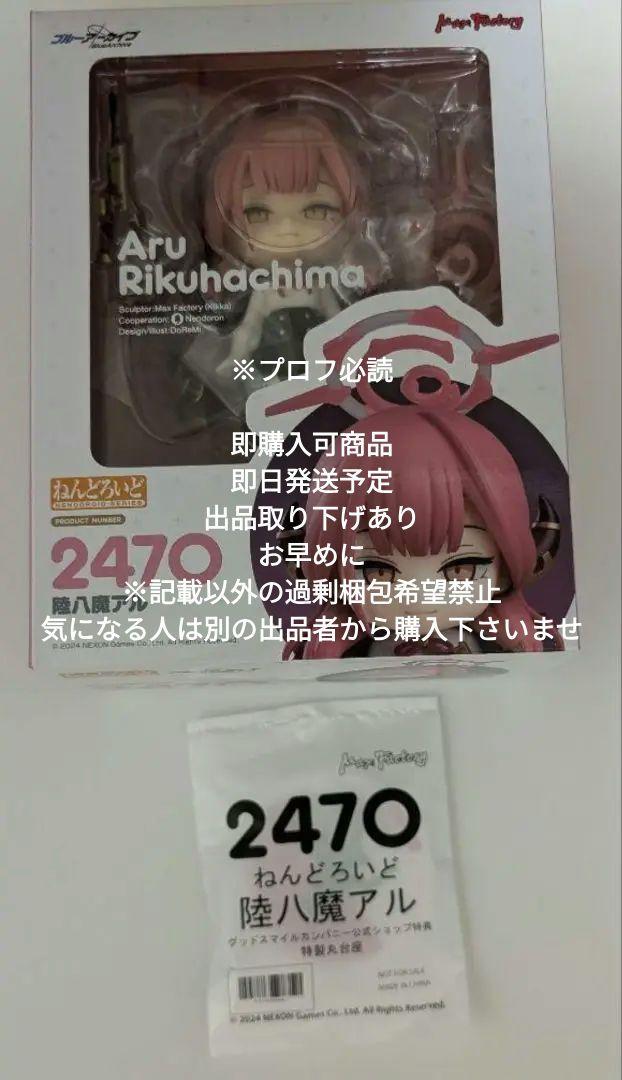 ブルーアーカイブ
BlueArchive
Max Factory
Aru
Rikuhachima
Sculptor:Max Factory (Kikka)
Cooperation: Nendoron
Design/Illust:DoReMi
※プロフ必読
即購入可商品
即日発送予定
出品取り下げあり
お早めに
※記載以外の過剰梱包希望禁止
気になる人は別の出品者から購入下さいませ
ねんどろいど
NENDOROID SERIES
PRODUCT NUMBER
2470
陸八魔アル
© 2024 NEXON Games Co., Ltd. All Rights Reserved.
Max Factory
2470
ねんどろいど
陸八魔アル
グッドスマイルカンパニー公式ショップ特典
特製丸台座
NOT FOR SALE
MADE IN CHINA
© 2024 NEXON Games Co., Ltd. All Rights Reserved.